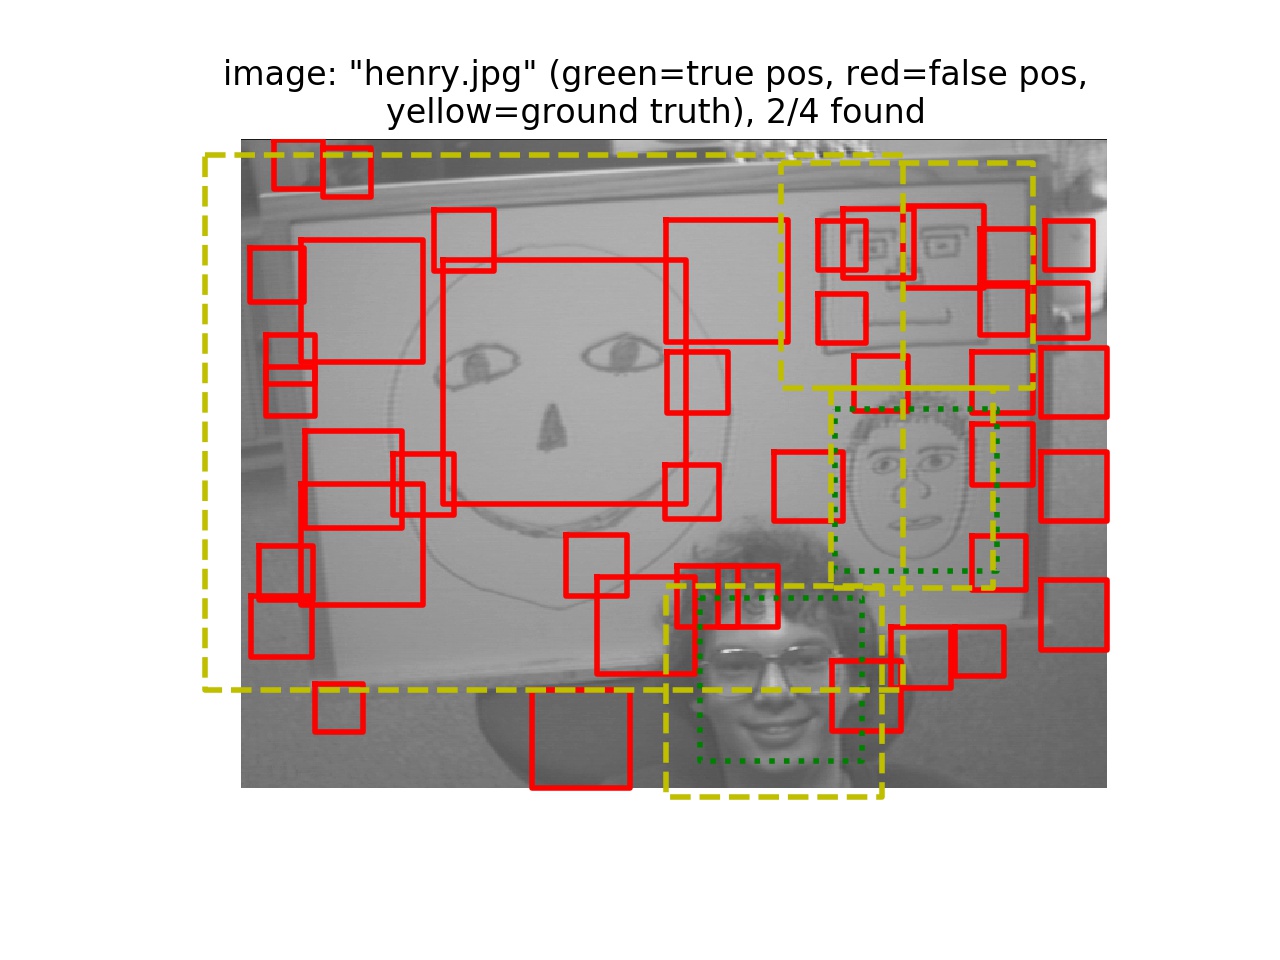 image: "henry.jpg" (green=true pos, red=false pos,
yellow=ground truth), 2/4 found